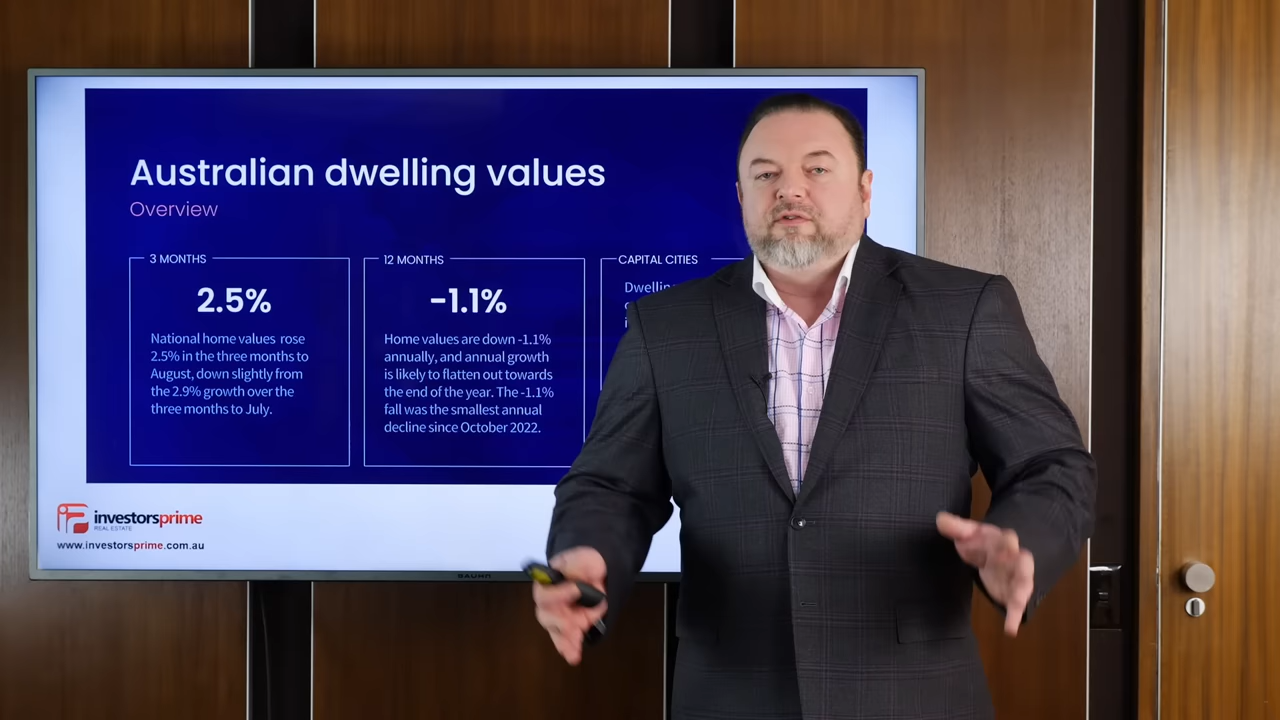 Australian dwelling values
Overview
3 MONTHS
2.5%
National home values rose
2.5% in the three months to
August, down slightly from
the 2.9% growth over the
three months to July.
12 MONTHS
-1.1%
Home values are down -1.1%
annually, and annual growth
is likely to flatten out towards
the end of the year. The -1.1%
fall was the smallest annual
decline since October 2022.
CAPITAL CITIES
investorsprime
REAL ESTATE
www.investorsprime.com.au